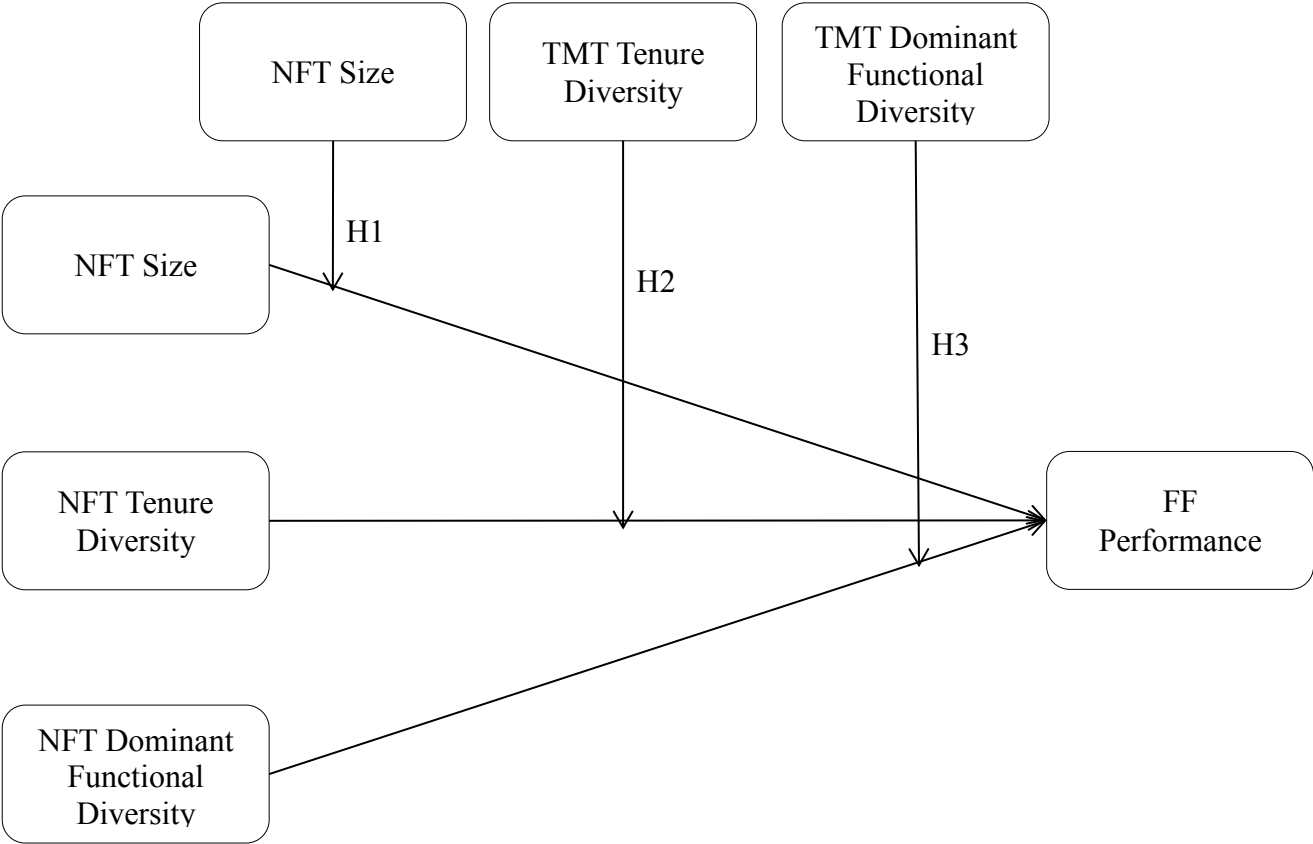 NFT Size
TMT Tenure
Diversity
TMT Dominant
Functional
Diversity
H1
NFT Size
H2
H3
NFT Tenure
Diversity
FF
Performance
NFT Dominant
Functional
Diversity